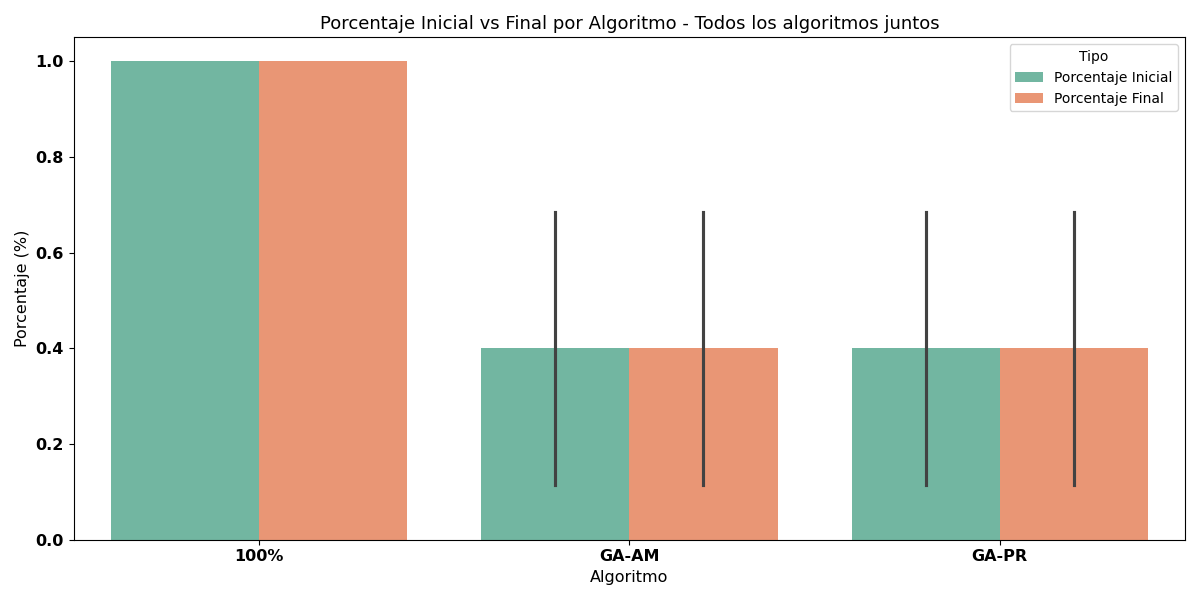 Porcentaje Inicial vs Final por Algoritmo - Todos los algoritmos juntos
Tipo
Porcentaje Inicial
Porcentaje Final
Porcentaje (%)
1.0
0.8
0.6
0.4
0.2
0.0
100%
GA-AM
GA-PR
Algoritmo